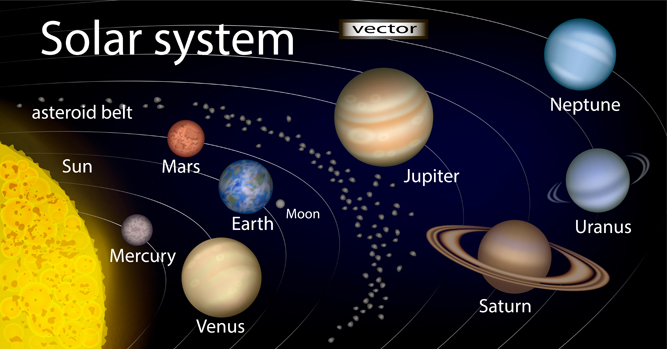 Solar system
vector
Neptune
asteroid belt
Mars
Sun
Jupiter
Earth
Moon
Uranus
Mercury
Saturn
Venus